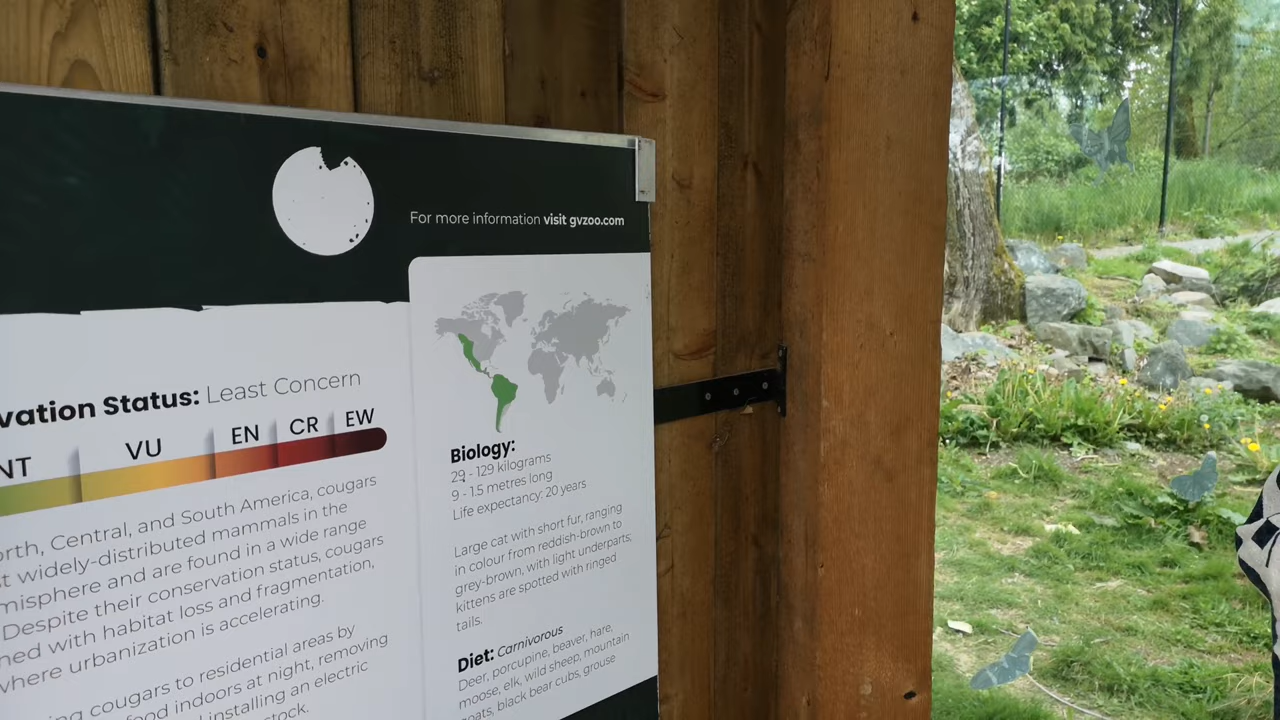 For more information visit gvzoo.com
vation Status: Least Concern
NT VU EN CR EW
orth, Central, and South America, cougars
st widely-distributed mammals in the
misphere and are found in a wide range
Despite their conservation status, cougars
ned with habitat loss and fragmentation,
where urbanization is accelerating.
ing cougars to residential areas by
food indoors at night, removing
installing an electric
stock.
Biology:
29 - 129 kilograms
9 - 1.5 metres long
Life expectancy: 20 years
Large cat with short fur, ranging
in colour from reddish-brown to
grey-brown, with light underparts;
kittens are spotted with ringed
tails.
Diet: Carnivorous
Deer, porcupine, beaver, hare,
moose, elk, wild sheep, mountain
goats, black bear cubs, grouse